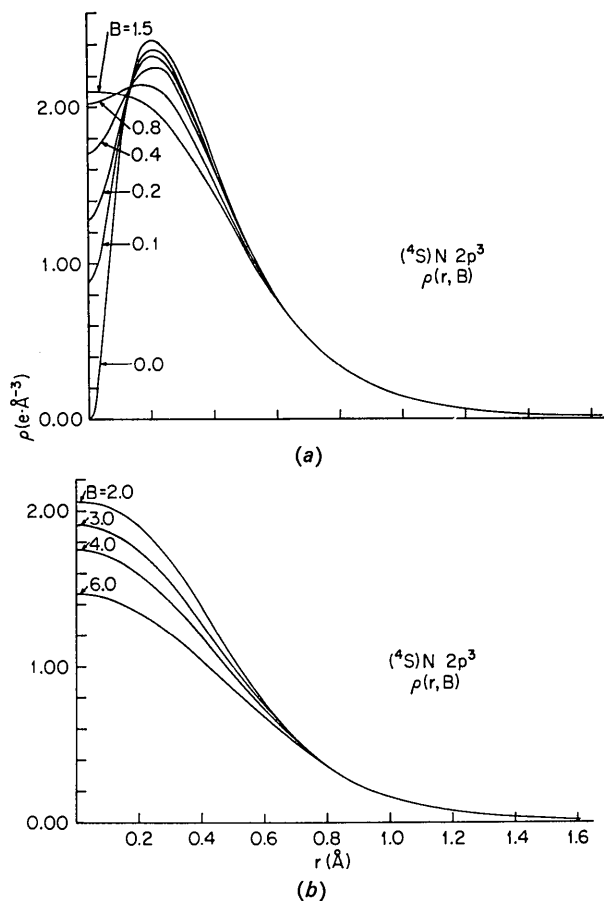 B=1.5
2.00
0.8
0.4
0.2
0.1
1.00
(⁴S)N 2p³
ρ(r, B)
0.0
ρ(e·Å⁻³)
0.00
(a)
B=2.0
2.00
3.0
4.0
6.0
1.00
(⁴S)N 2p³
ρ(r, B)
0.00
0.2 0.4 0.6 0.8 1.0 1.2 1.4 1.6
r (Å)
(b)